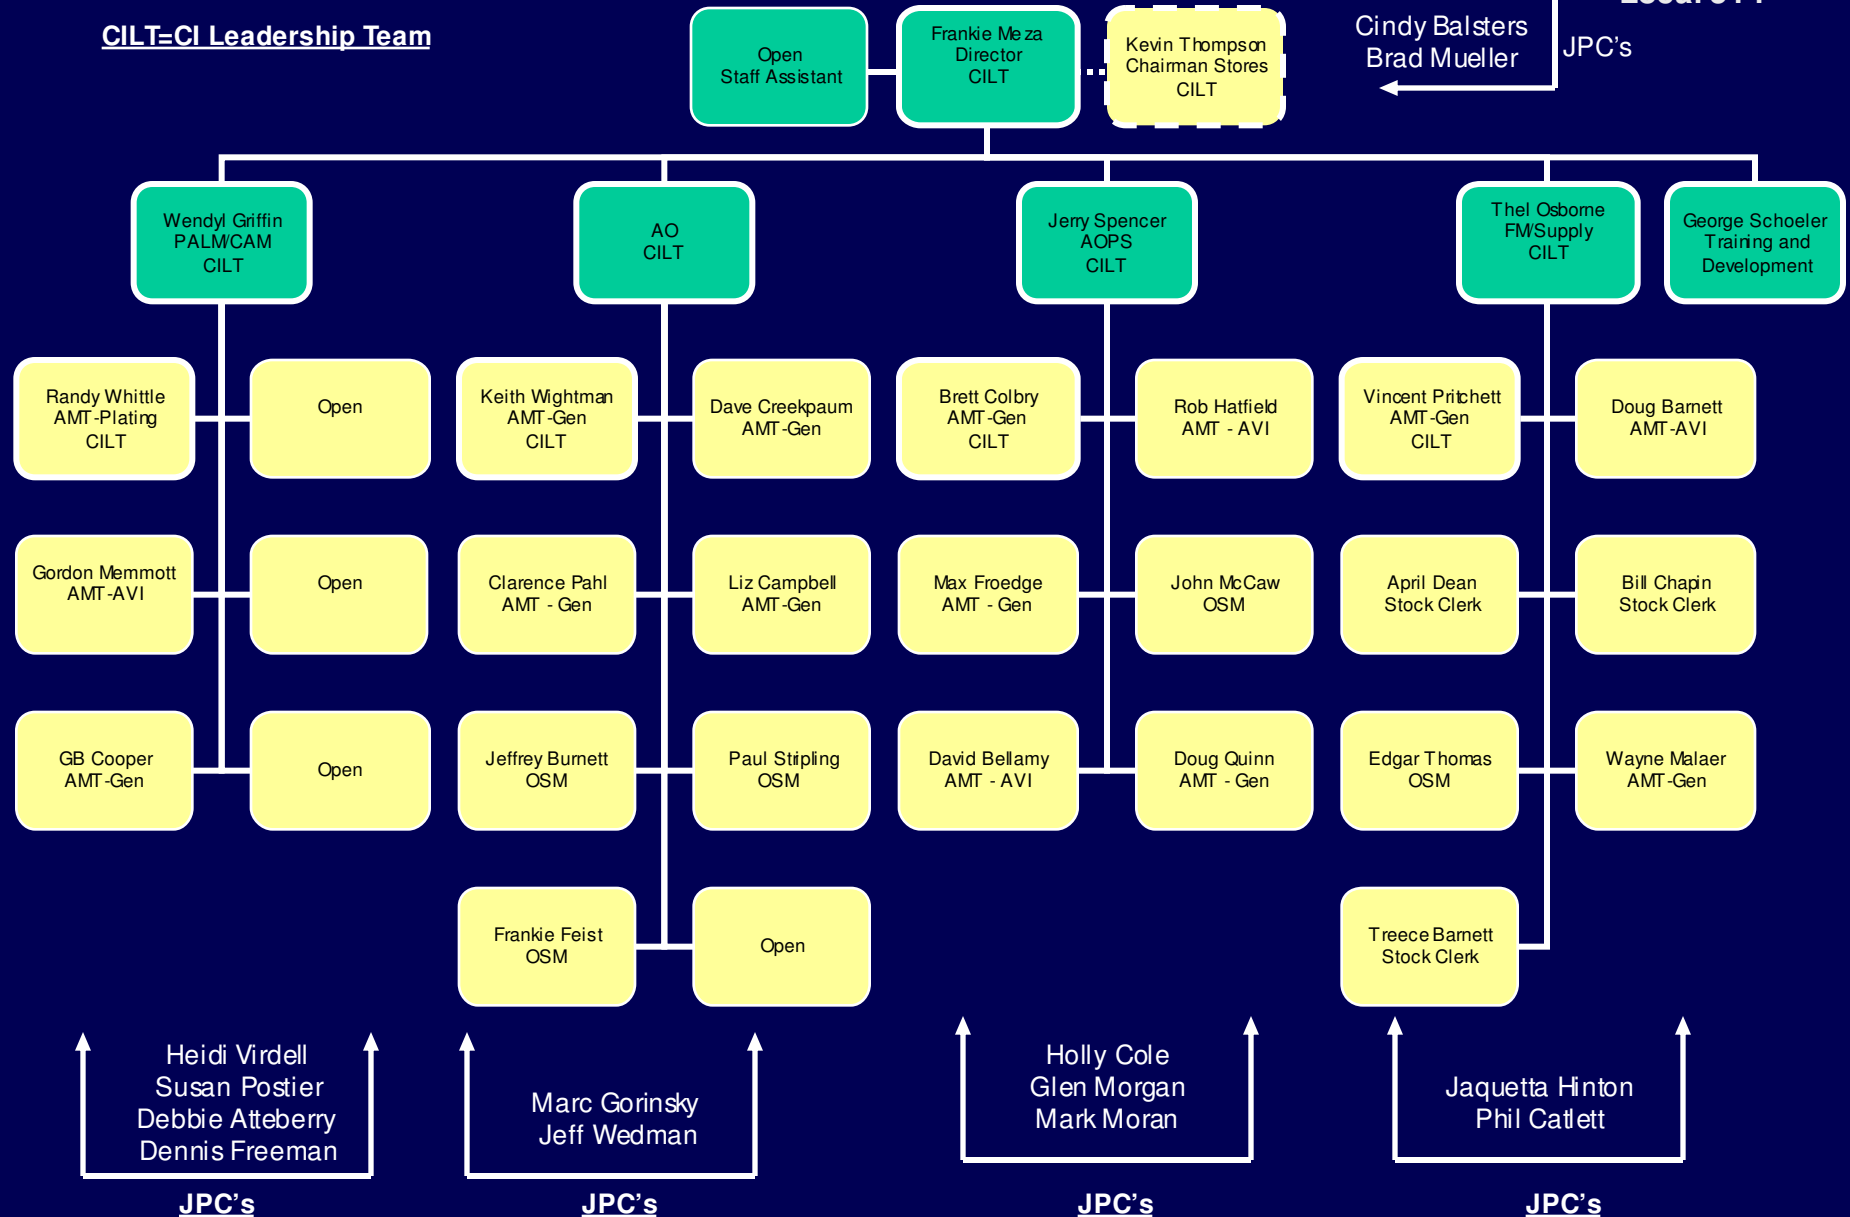 CILT=CI Leadership Team
Open
Staff Assistant
Frankie Meza
Director
CILT
Kevin Thompson
Chairman Stores
CILT
Cindy Balsters
Brad Mueller
JPC's
Wendyl Griffin
PALM/CAM
CILT
AO
CILT
Jerry Spencer
AOPS
CILT
Thel Osborne
FM/Supply
CILT
George Schoeler
Training and
Development
Randy Whittle
AMT-Plating
CILT
Open
Keith Wightman
AMT-Gen
CILT
Dave Creekpaum
AMT-Gen
Brett Colbry
AMT-Gen
CILT
Rob Hatfield
AMT - AVI
Vincent Pritchett
AMT-Gen
CILT
Doug Barnett
AMT-AVI
Gordon Memmott
AMT-AVI
Open
Clarence Pahl
AMT - Gen
Liz Campbell
AMT-Gen
Max Froedge
AMT - Gen
John McCaw
OSM
April Dean
Stock Clerk
Bill Chapin
Stock Clerk
GB Cooper
AMT-Gen
Open
Jeffrey Burnett
OSM
Paul Stripling
OSM
David Bellamy
AMT - AVI
Doug Quinn
AMT - Gen
Edgar Thomas
OSM
Wayne Malaer
AMT-Gen
Frankie Feist
OSM
Open
Treece Barnett
Stock Clerk
Heidi Virdell
Susan Postier
Debbie Atteberry
Dennis Freeman
JPC's
Marc Gorinsky
Jeff Wedman
JPC's
Holly Cole
Glen Morgan
Mark Moran
JPC's
Jaquetta Hinton
Phil Catlett
JPC's